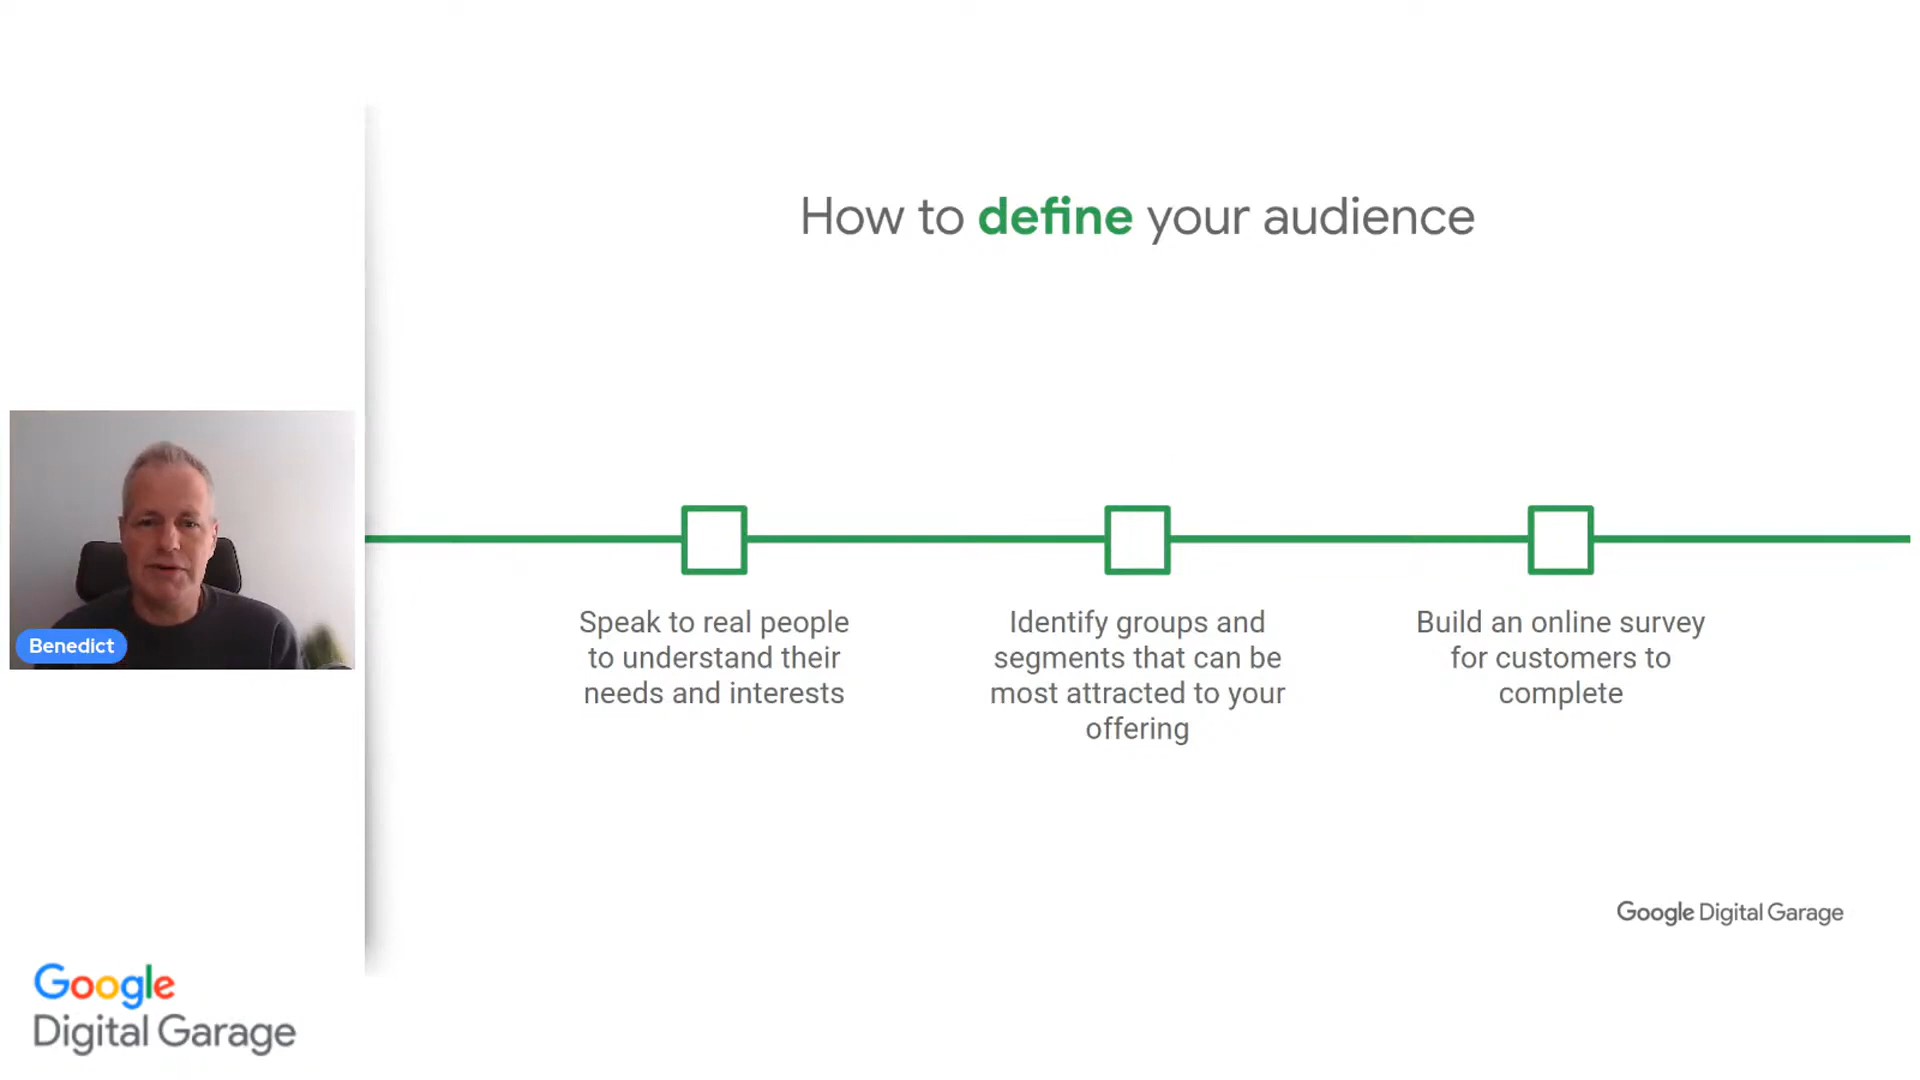 How to define your audience
Benedict
Speak to real people
to understand their
needs and interests
Identify groups and
segments that can be
most attracted to your
offering
Build an online survey
for customers to
complete
Google Digital Garage
Google
Digital Garage